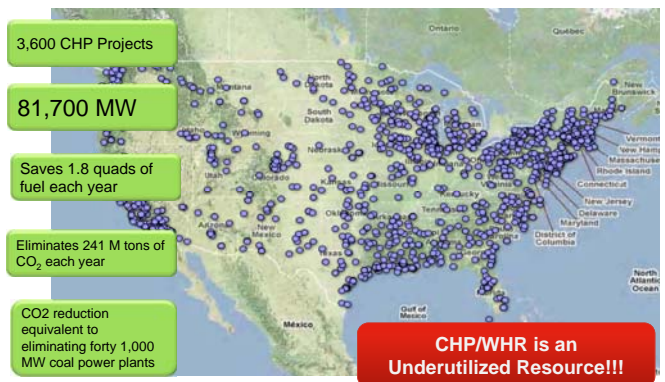 3,600 CHP Projects
81,700 MW
Saves 1.8 quads of
fuel each year
Eliminates 241 M tons of
CO₂ each year
CO2 reduction
equivalent to
eliminating forty 1,000
MW coal power plants
CHP/WHR is an
Underutilized Resource!!!
Ontario
Québec
New
Brunswick
Montana
North
Dakota
South
Dakota
Wyoming
Nebraska
Utah
Colorado
Kansas
Arizona
New
Mexico
Texas
Vermont
New Hamp
Massachuse
Rhode Island
Connecticut
New Jersey
Delaware
Maryland
District of
Columbia
North
Atlantic
Ocean
Gulf of
Mexico
México